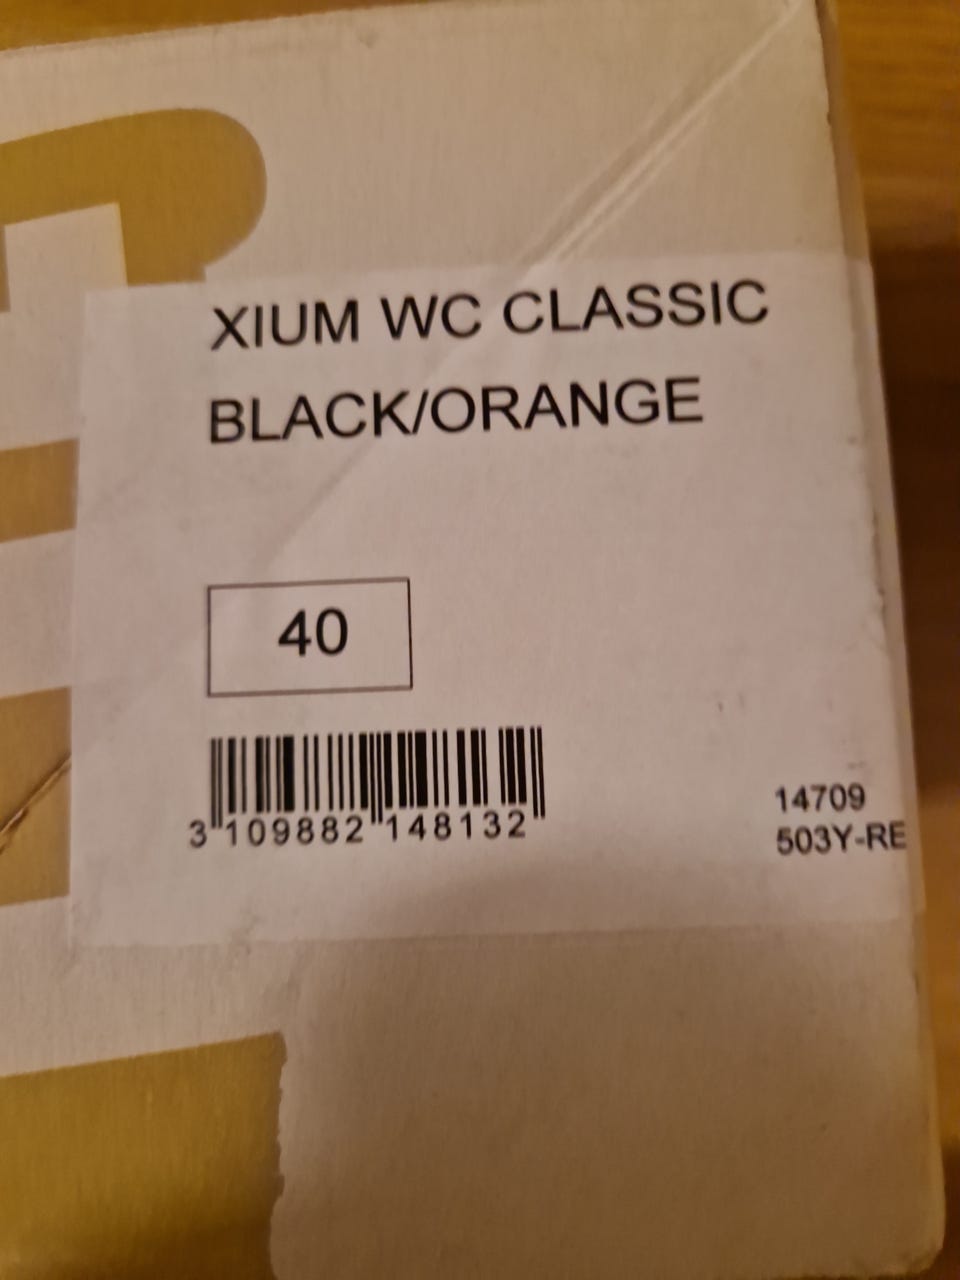 XIUM WC CLASSIC
BLACK/ORANGE
40
3 109882 148132
14709
503Y-RE